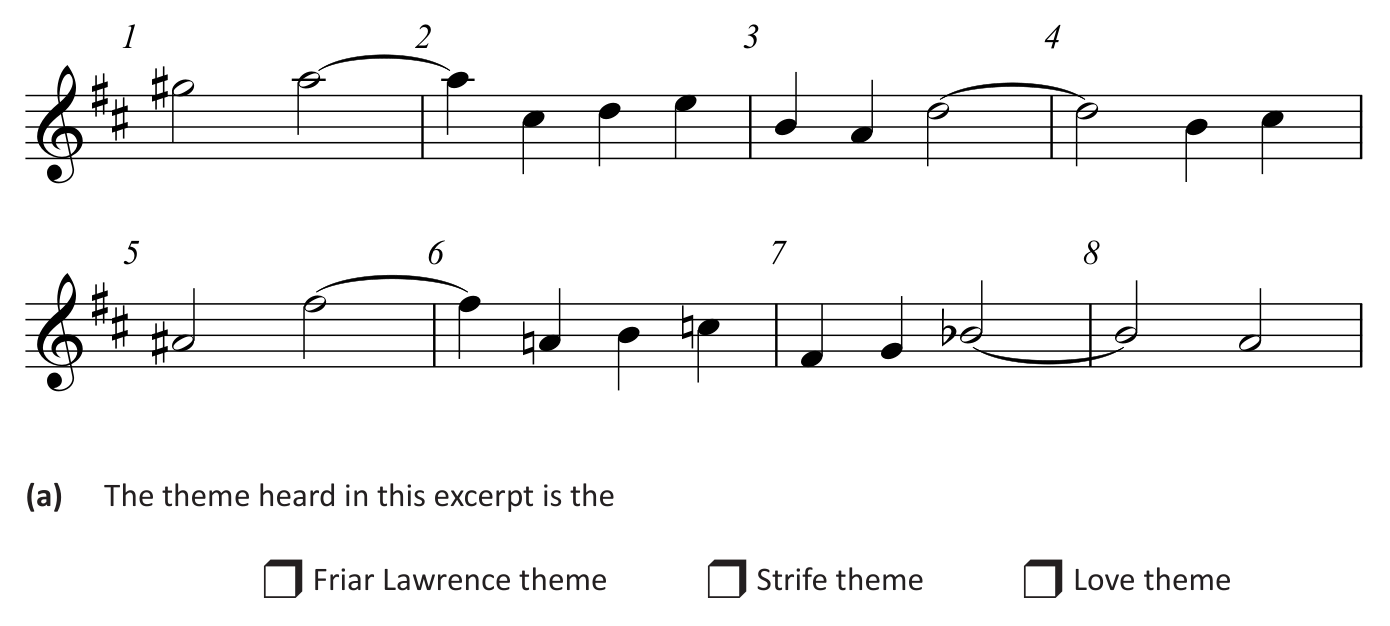 1 2 3 4
5 6 7 8
(a) The theme heard in this excerpt is the
Friar Lawrence theme Strife theme Love theme